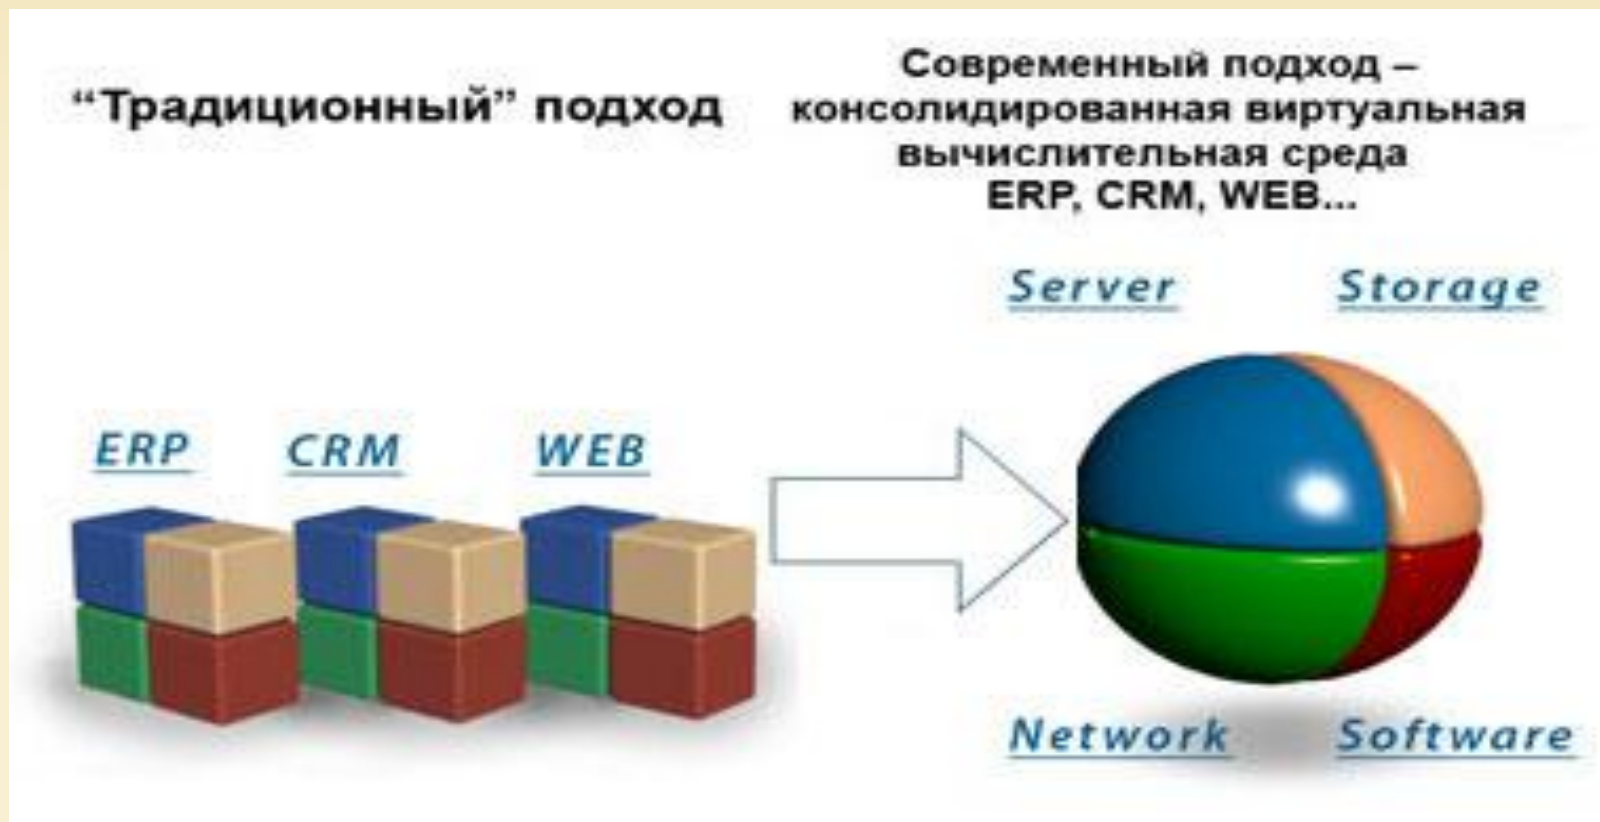 “Традиционный” подход
Современный подход –
консолидированная виртуальная
вычислительная среда
ERP, CRM, WEB...
Server
Storage
ERP
CRM
WEB
Network
Software